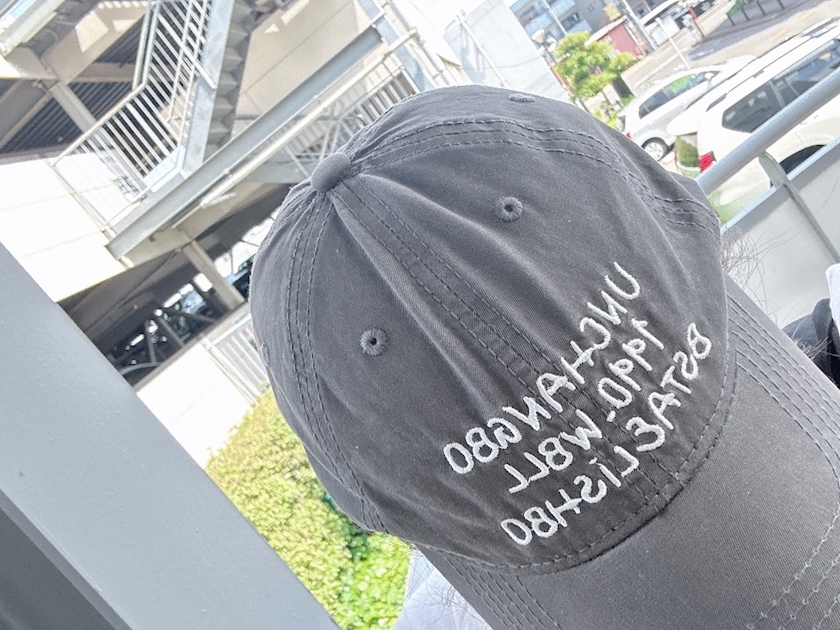 UNCHANGED
1990. WELL
ESTABLISHED